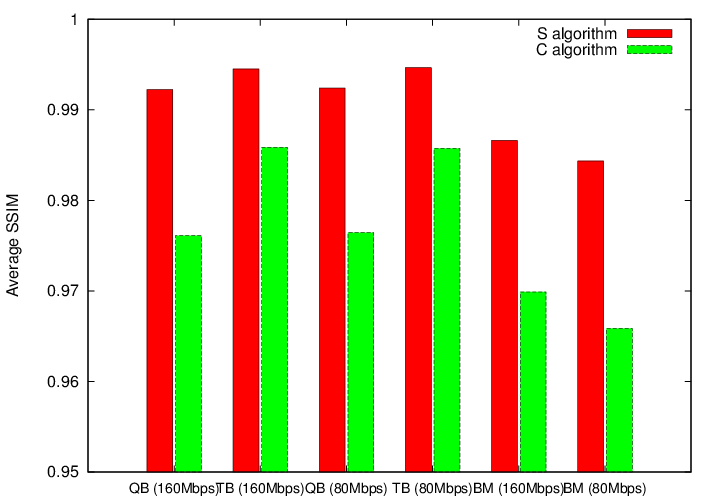 1
0.99
0.98
0.97
0.96
0.95
Average SSIM
S algorithm
C algorithm
QB (160Mbps) TB (160Mbps) QB (80Mbps) TB (80Mbps) BM (160Mbps) BM (80Mbps)